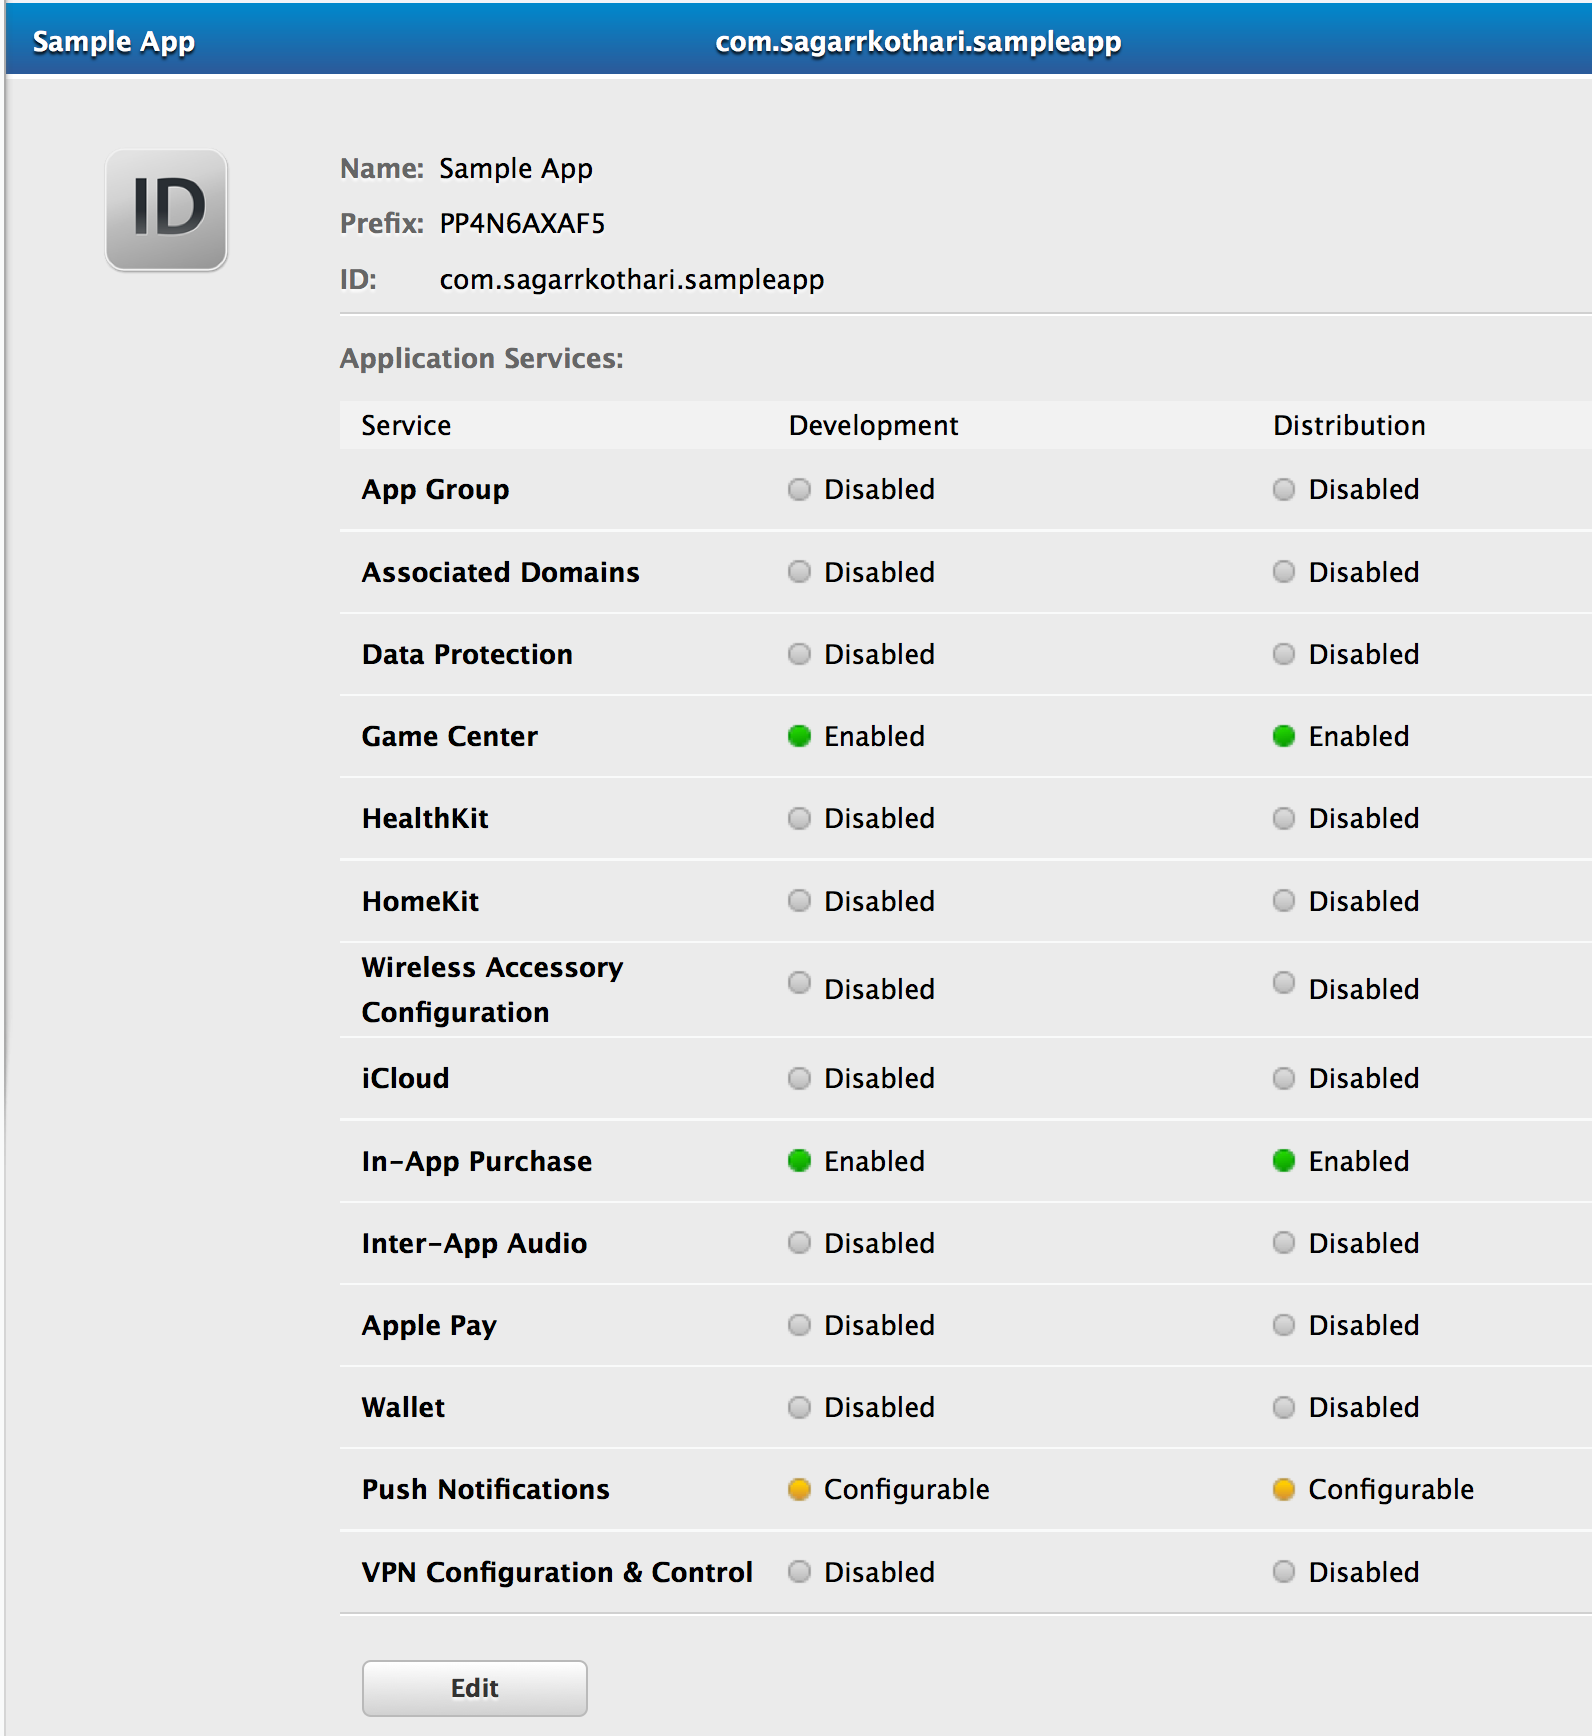 Sample App com.sagarrkothari.sampleapp
ID
Name: Sample App
Prefix: PP4N6AXAF5
ID: com.sagarrkothari.sampleapp
Application Services:
Service Development Distribution
App Group Disabled Disabled
Associated Domains Disabled Disabled
Data Protection Disabled Disabled
Game Center Enabled Enabled
HealthKit Disabled Disabled
HomeKit Disabled Disabled
Wireless Accessory
Configuration Disabled Disabled
iCloud Disabled Disabled
In-App Purchase Enabled Enabled
Inter-App Audio Disabled Disabled
Apple Pay Disabled Disabled
Wallet Disabled Disabled
Push Notifications Configurable Configurable
VPN Configuration & Control Disabled Disabled
Edit